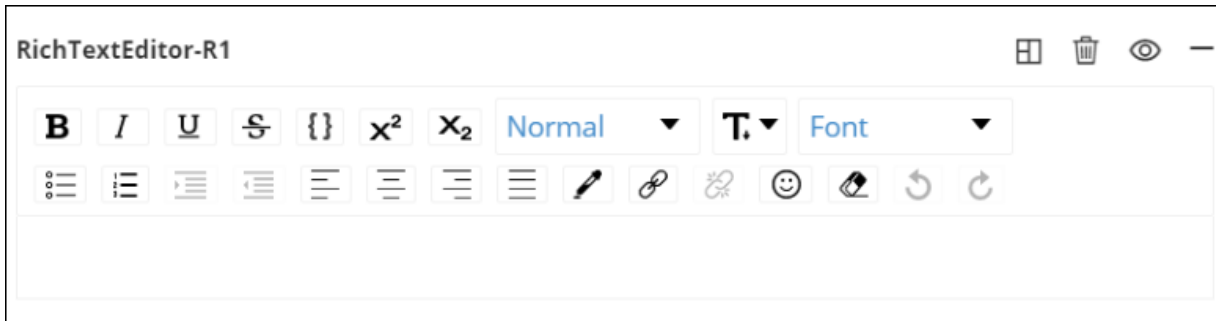 RichTextEditor-R1
B I U S {} x² x₂ Normal T Font